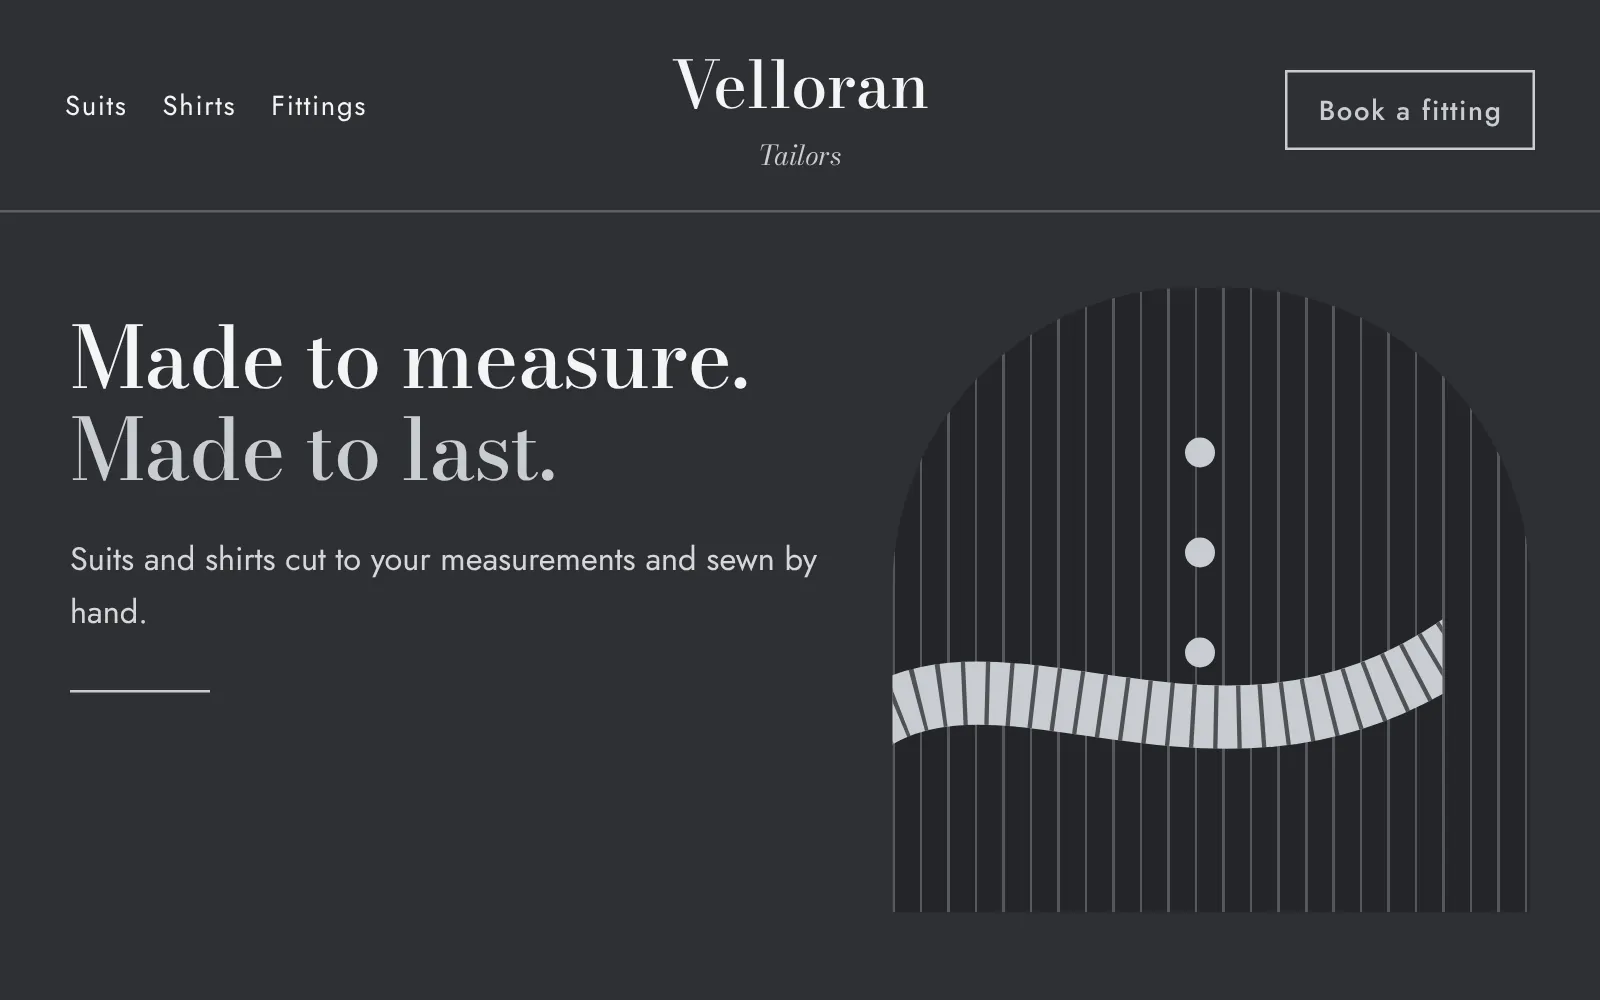 Suits Shirts Fittings
Velloran
Tailors
Book a fitting
Made to measure.
Made to last.
Suits and shirts cut to your measurements and sewn by
hand.